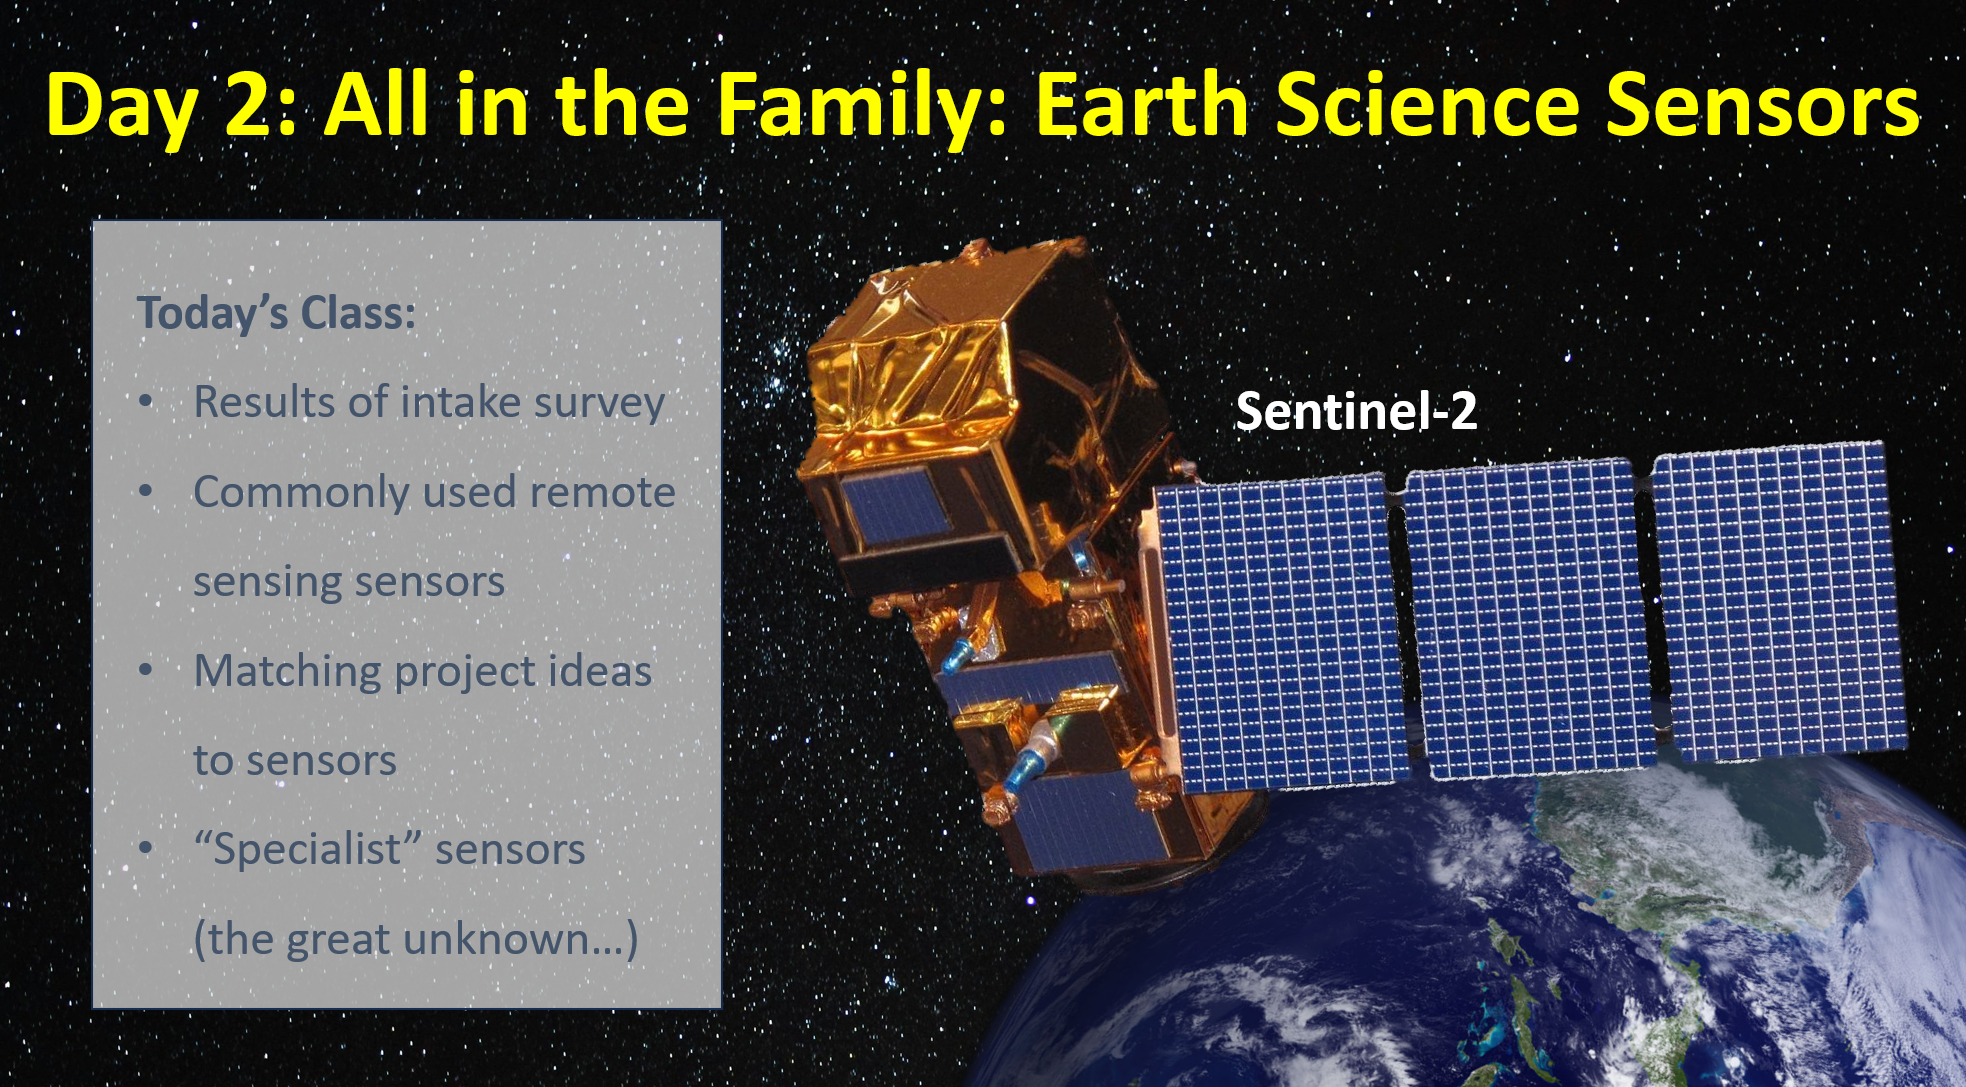 Day 2: All in the Family: Earth Science Sensors
Today’s Class:
• Results of intake survey
• Commonly used remote
sensing sensors
• Matching project ideas
to sensors
• “Specialist” sensors
(the great unknown…)
Sentinel-2